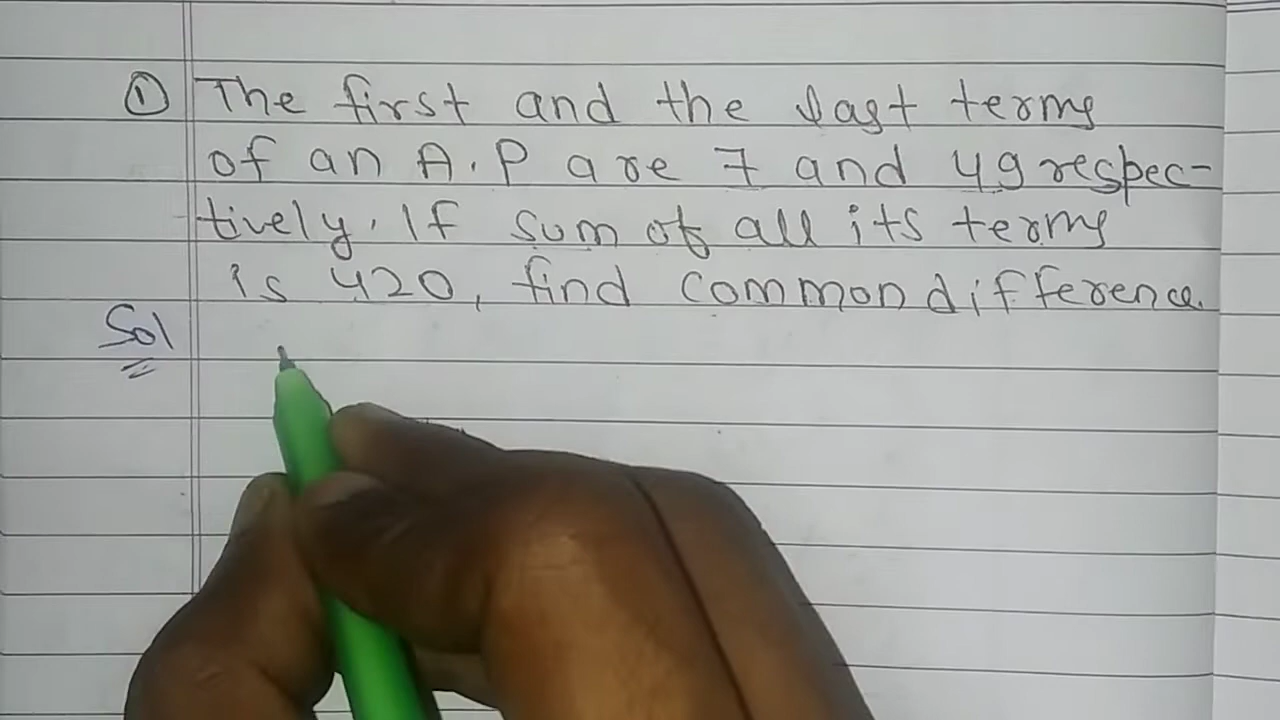 ① The first and the last terms
of an A.P are 7 and 49 respec-
tively. If sum of all its terms
is 420, find common difference.
Sol